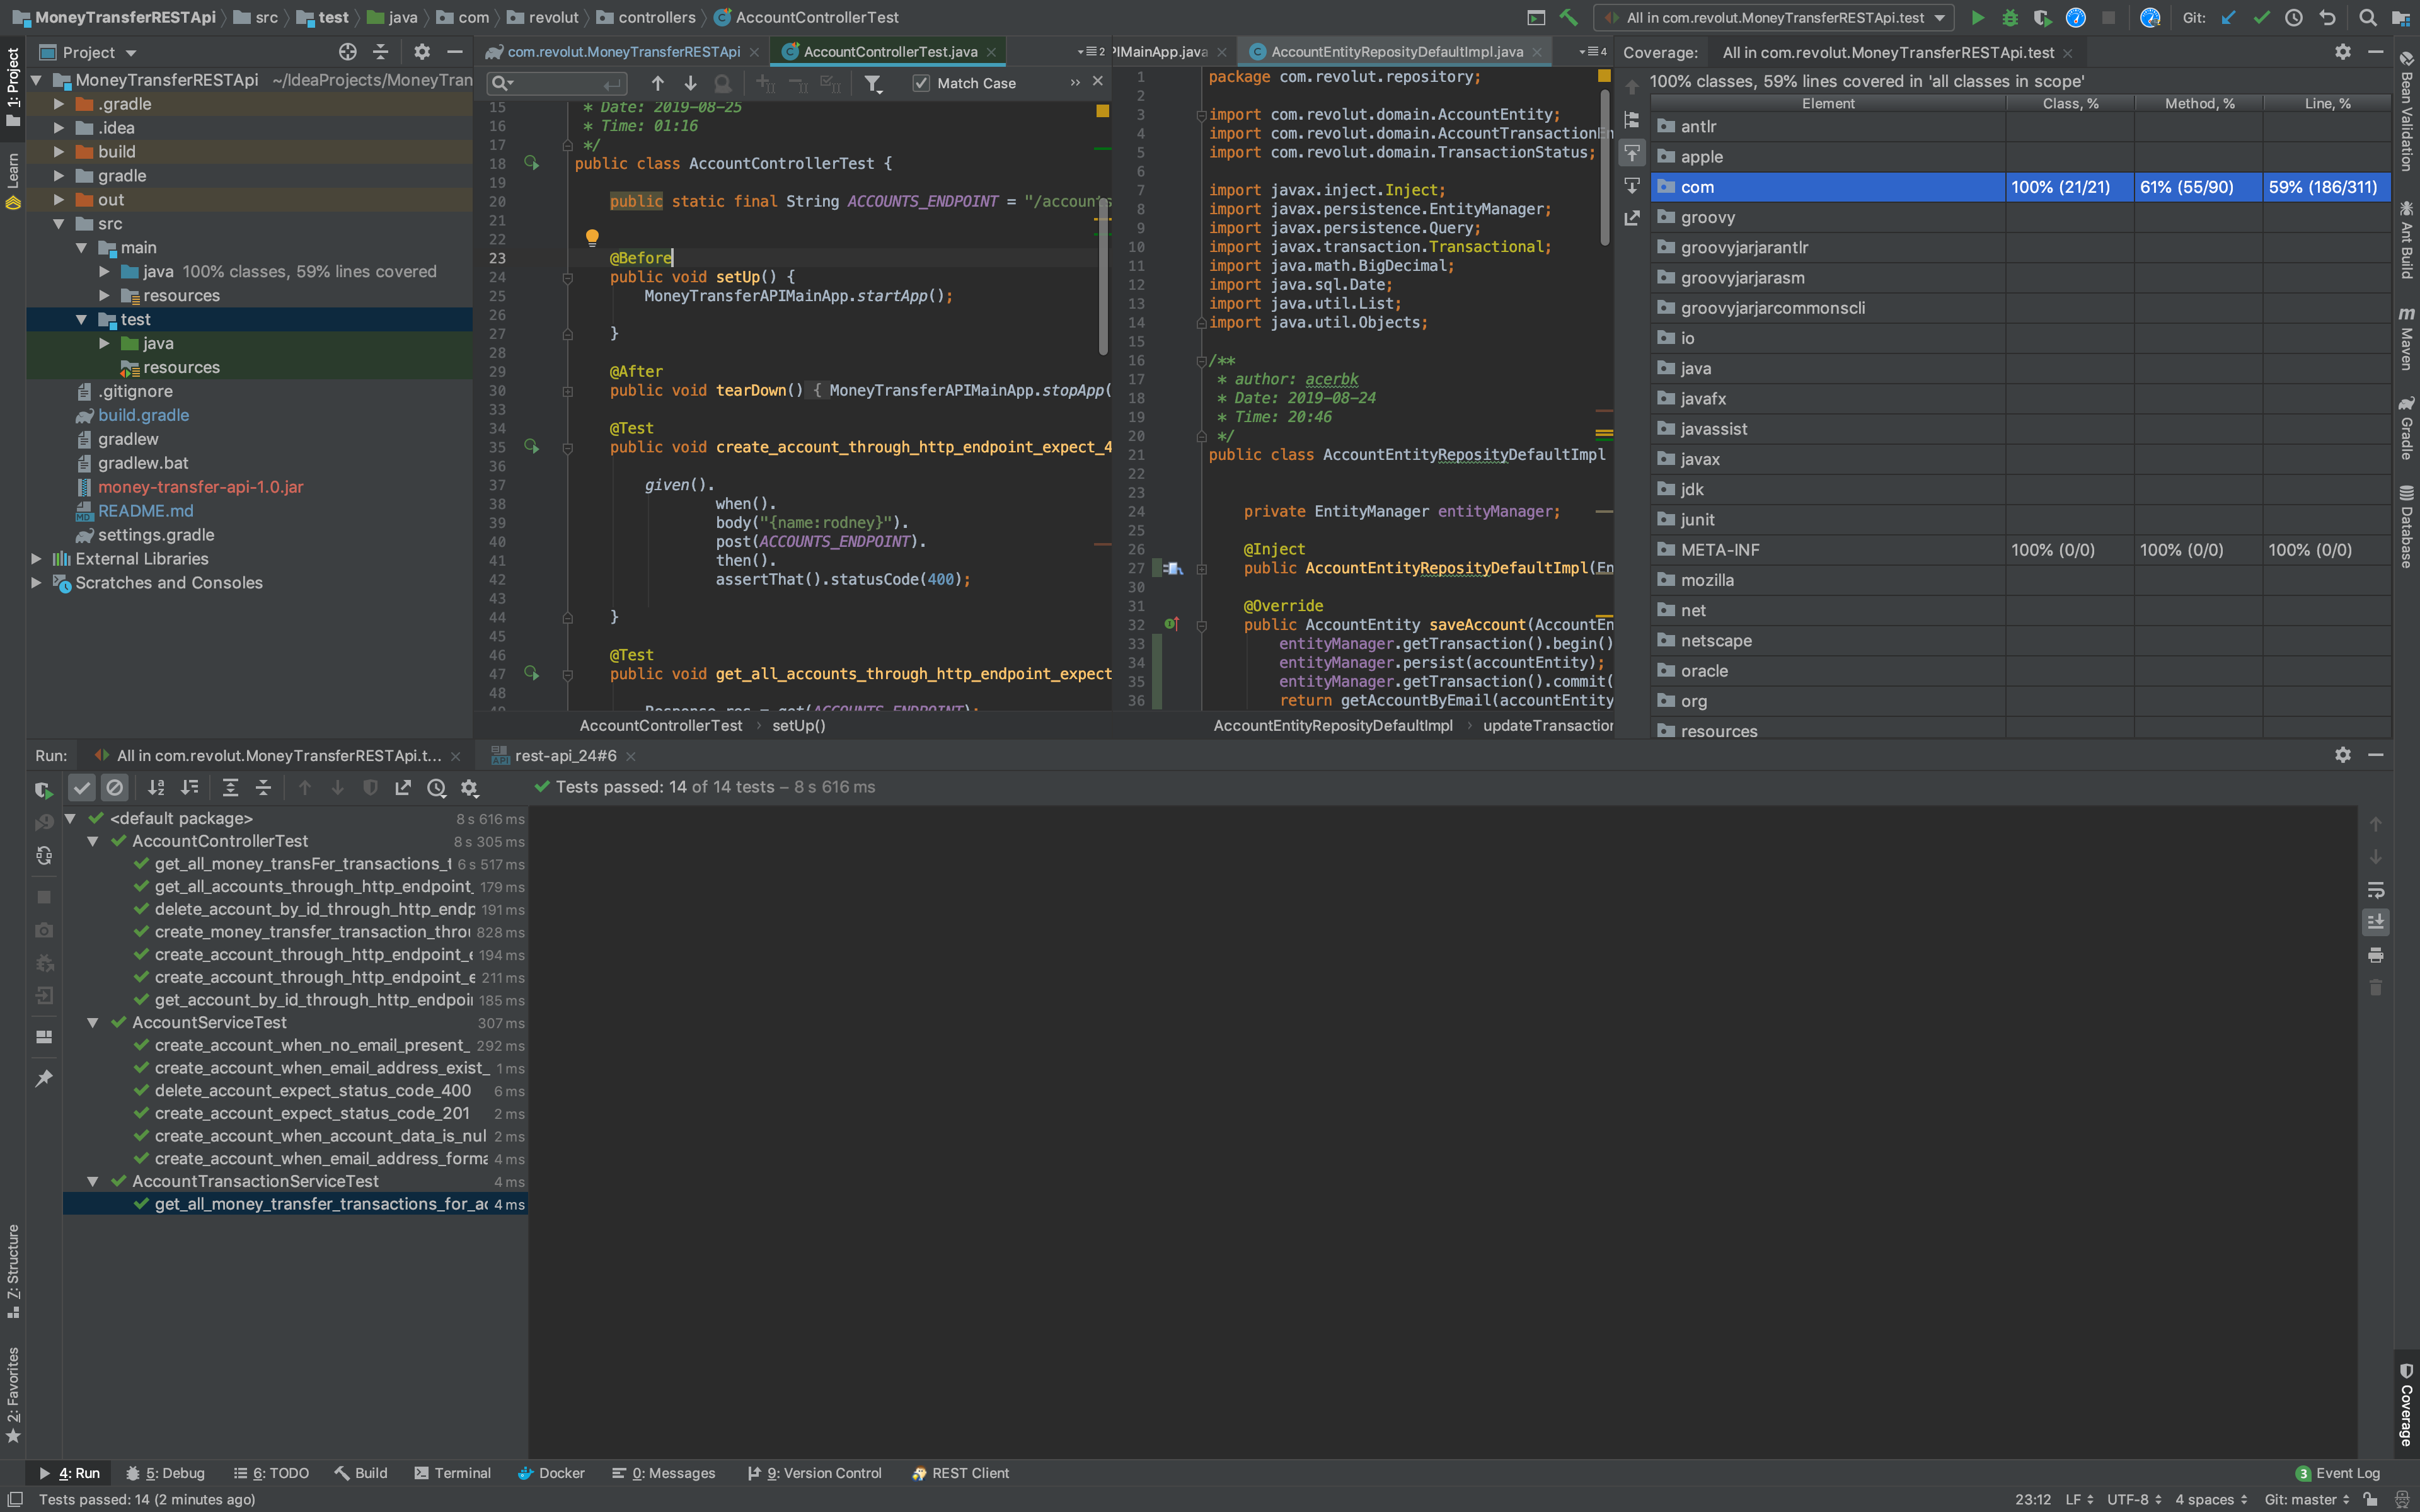 MoneyTransferRESTApi src test java com revolut controllers AccountControllerTest
All in com.revolut.MoneyTransferRESTApi.test Git:
1: Project
Learn
7: Structure
2: Favorites
Project
MoneyTransferRESTApi ~/IdeaProjects/MoneyTran
.gradle
.idea
build
gradle
out
src
main
java 100% classes, 59% lines covered
resources
test
java
resources
.gitignore
build.gradle
gradlew
gradlew.bat
money-transfer-api-1.0.jar
README.md
settings.gradle
External Libraries
Scratches and Consoles
com.revolut.MoneyTransferRESTApi AccountControllerTest.java 2
Match Case
15 * Date: 2019-08-25
16 * Time: 01:16
17 */
18 public class AccountControllerTest {
19
20 public static final String ACCOUNTS_ENDPOINT = "/accounts
21
22
23 @Before
24 public void setUp() {
25 MoneyTransferAPIMainApp.startApp();
26
27 }
28
29 @After
30 public void tearDown() { MoneyTransferAPIMainApp.stopApp(
33
34 @Test
35 public void create_account_through_http_endpoint_expect_4
36
37 given().
38 when().
39 body("{name:rodney}").
40 post(ACCOUNTS_ENDPOINT).
41 then().
42 assertThat().statusCode(400);
43
44 }
45
46 @Test
47 public void get_all_accounts_through_http_endpoint_expect
48
Response res = get(ACCOUNTS_ENDPOINT);
AccountControllerTest setUp()
PIMainApp.java AccountEntityReposityDefaultImpl.java 4
1 package com.revolut.repository;
2
3 import com.revolut.domain.AccountEntity;
4 import com.revolut.domain.AccountTransactionEn
5 import com.revolut.domain.TransactionStatus;
6
7 import javax.inject.Inject;
8 import javax.persistence.EntityManager;
9 import javax.persistence.Query;
10 import javax.transaction.Transactional;
11 import java.math.BigDecimal;
12 import java.sql.Date;
13 import java.util.List;
14 import java.util.Objects;
15
16 /**
17 * author: acerbk
18 * Date: 2019-08-24
19 * Time: 20:46
20 */
21 public class AccountEntityReposityDefaultImpl
22
23
24 private EntityManager entityManager;
25
26 @Inject
27 public AccountEntityReposityDefaultImpl(En
30
31 @Override
32 public AccountEntity saveAccount(AccountEn
33 entityManager.getTransaction().begin()
34 entityManager.persist(accountEntity);
35 entityManager.getTransaction().commit(
36 return getAccountByEmail(accountEntity
AccountEntityReposityDefaultImpl updateTransaction
Coverage: All in com.revolut.MoneyTransferRESTApi.test
100% classes, 59% lines covered in 'all classes in scope'
Element Class, % Method, % Line, %
antlr
apple
com 100% (21/21) 61% (55/90) 59% (186/311)
groovy
groovyjarjarantlr
groovyjarjarasm
groovyjarjarcommonscli
io
java
javafx
javassist
javax
jdk
junit
META-INF 100% (0/0) 100% (0/0) 100% (0/0)
mozilla
net
netscape
oracle
org
resources
Bean Validation
Ant Build
Maven
Gradle
Database
Coverage
Run: All in com.revolut.MoneyTransferRESTApi.t... rest-api_24#6
Tests passed: 14 of 14 tests – 8 s 616 ms
<default package> 8 s 616 ms
AccountControllerTest 8 s 305 ms
get_all_money_transFer_transactions_t 6 s 517 ms
get_all_accounts_through_http_endpoint_ 179 ms
delete_account_by_id_through_http_endp 191 ms
create_money_transfer_transaction_throu 828 ms
create_account_through_http_endpoint_e 194 ms
create_account_through_http_endpoint_e 211 ms
get_account_by_id_through_http_endpoin 185 ms
AccountServiceTest 307 ms
create_account_when_no_email_present_ 292 ms
create_account_when_email_address_exist_ 1 ms
delete_account_expect_status_code_400 6 ms
create_account_expect_status_code_201 2 ms
create_account_when_account_data_is_nul 2 ms
create_account_when_email_address_forma 4 ms
AccountTransactionServiceTest 4 ms
get_all_money_transfer_transactions_for_ac 4 ms
4: Run 5: Debug 6: TODO Build Terminal Docker 0: Messages 9: Version Control REST Client 3 Event Log
Tests passed: 14 (2 minutes ago) 23:12 LF UTF-8 4 spaces Git: master